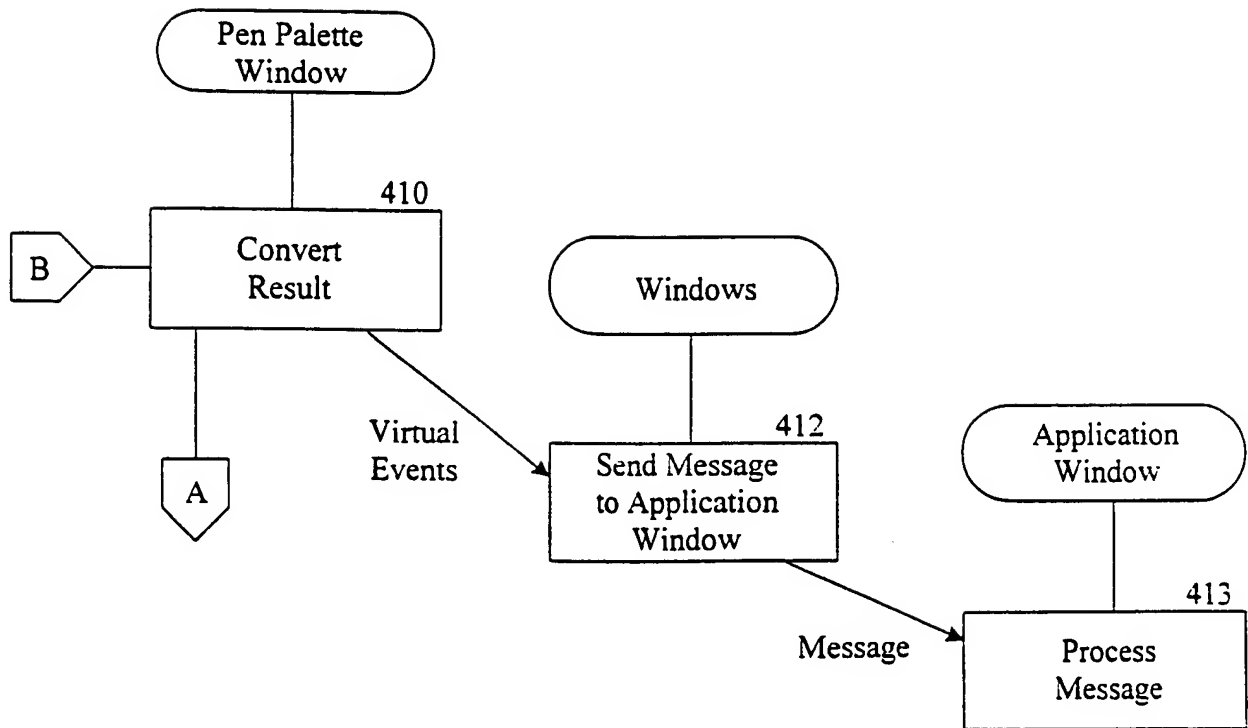 Pen Palette
Window
410
Convert
Result
B
A
Windows
Virtual
Events
412
Send Message
to Application
Window
Application
Window
Message
413
Process
Message